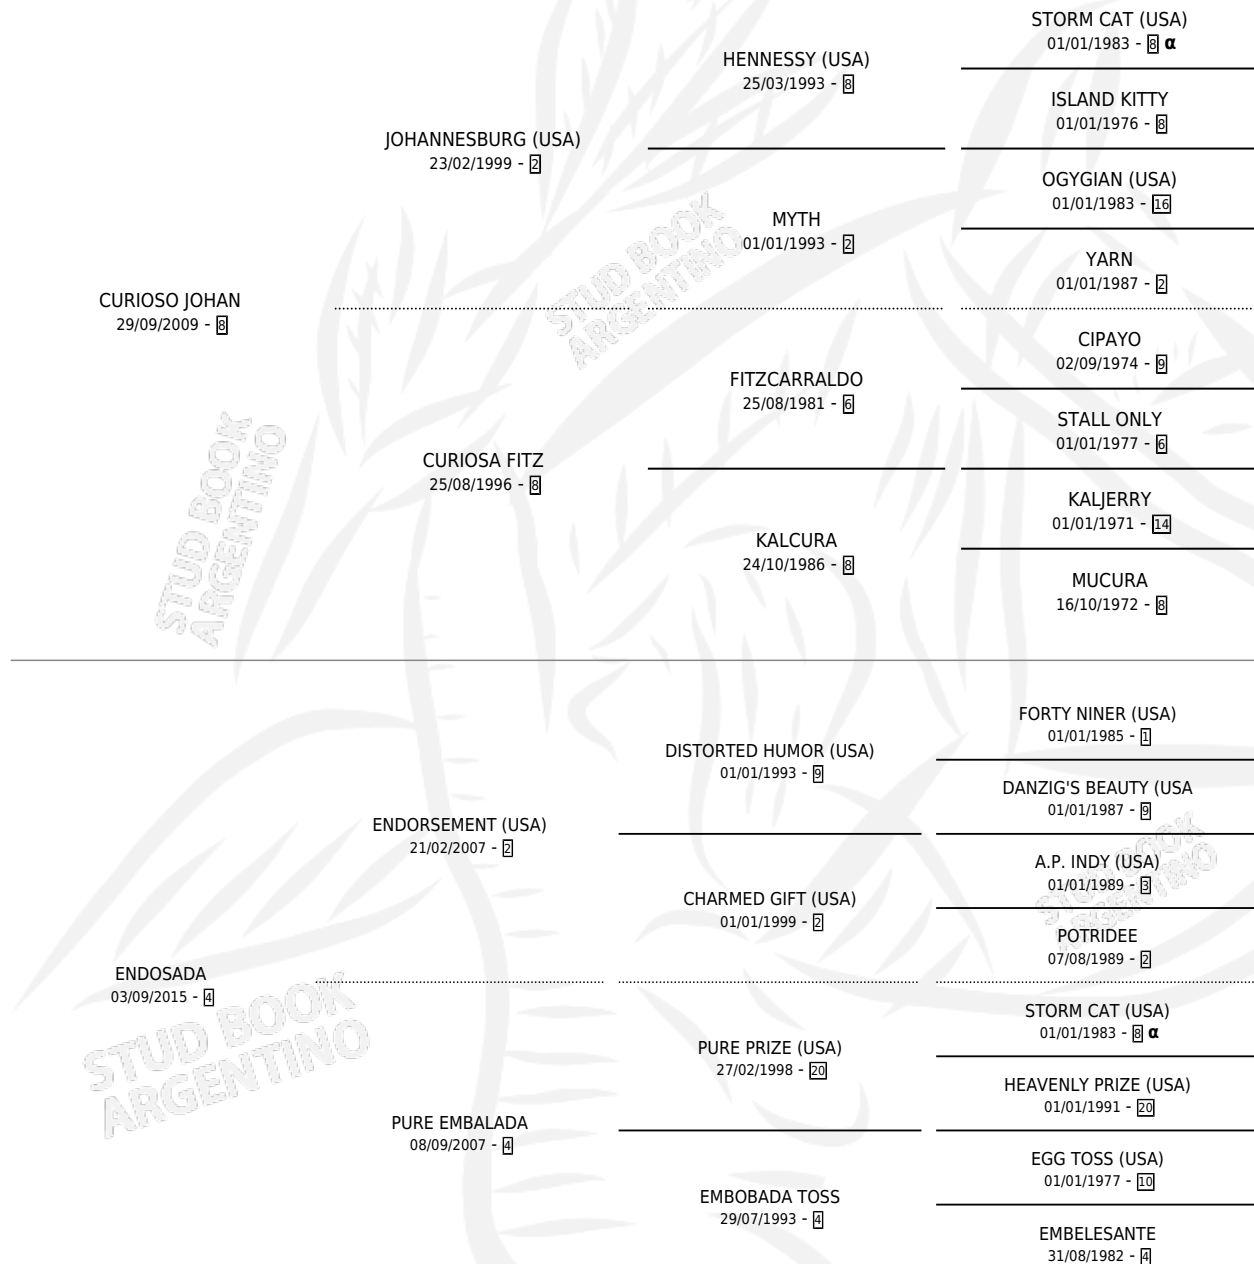 STORM CAT (USA)
01/01/1983 - 8 α
HENNESSY (USA)
25/03/1993 - 8
ISLAND KITTY
01/01/1976 - 8
JOHANNESBURG (USA)
23/02/1999 - 2
OGYGIAN (USA)
01/01/1983 - 16
MYTH
01/01/1993 - 2
YARN
01/01/1987 - 2
CURIOSO JOHAN
29/09/2009 - 8
CIPAYO
02/09/1974 - 9
FITZCARRALDO
25/08/1981 - 6
STALL ONLY
01/01/1977 - 6
CURIOSA FITZ
25/08/1996 - 8
KALJERRY
01/01/1971 - 14
KALCURA
24/10/1986 - 8
MUCURA
16/10/1972 - 8
FORTY NINER (USA)
01/01/1985 - 1
DISTORTED HUMOR (USA)
01/01/1993 - 9
DANZIG'S BEAUTY (USA
01/01/1987 - 9
ENDORSEMENT (USA)
21/02/2007 - 2
A.P. INDY (USA)
01/01/1989 - 3
CHARMED GIFT (USA)
01/01/1999 - 2
POTRIDEE
07/08/1989 - 2
ENDOSADA
03/09/2015 - 4
STORM CAT (USA)
01/01/1983 - 8 α
PURE PRIZE (USA)
27/02/1998 - 20
HEAVENLY PRIZE (USA)
01/01/1991 - 20
PURE EMBALADA
08/09/2007 - 4
EGG TOSS (USA)
01/01/1977 - 10
EMBOBADA TOSS
29/07/1993 - 4
EMBELESANTE
31/08/1982 - 4
STUD BOOK
ARGENTINO
STUD BOOK
ARGENTINO
STUD BOOK
ARGENTINO
STUD BOOK
ARGENTINO